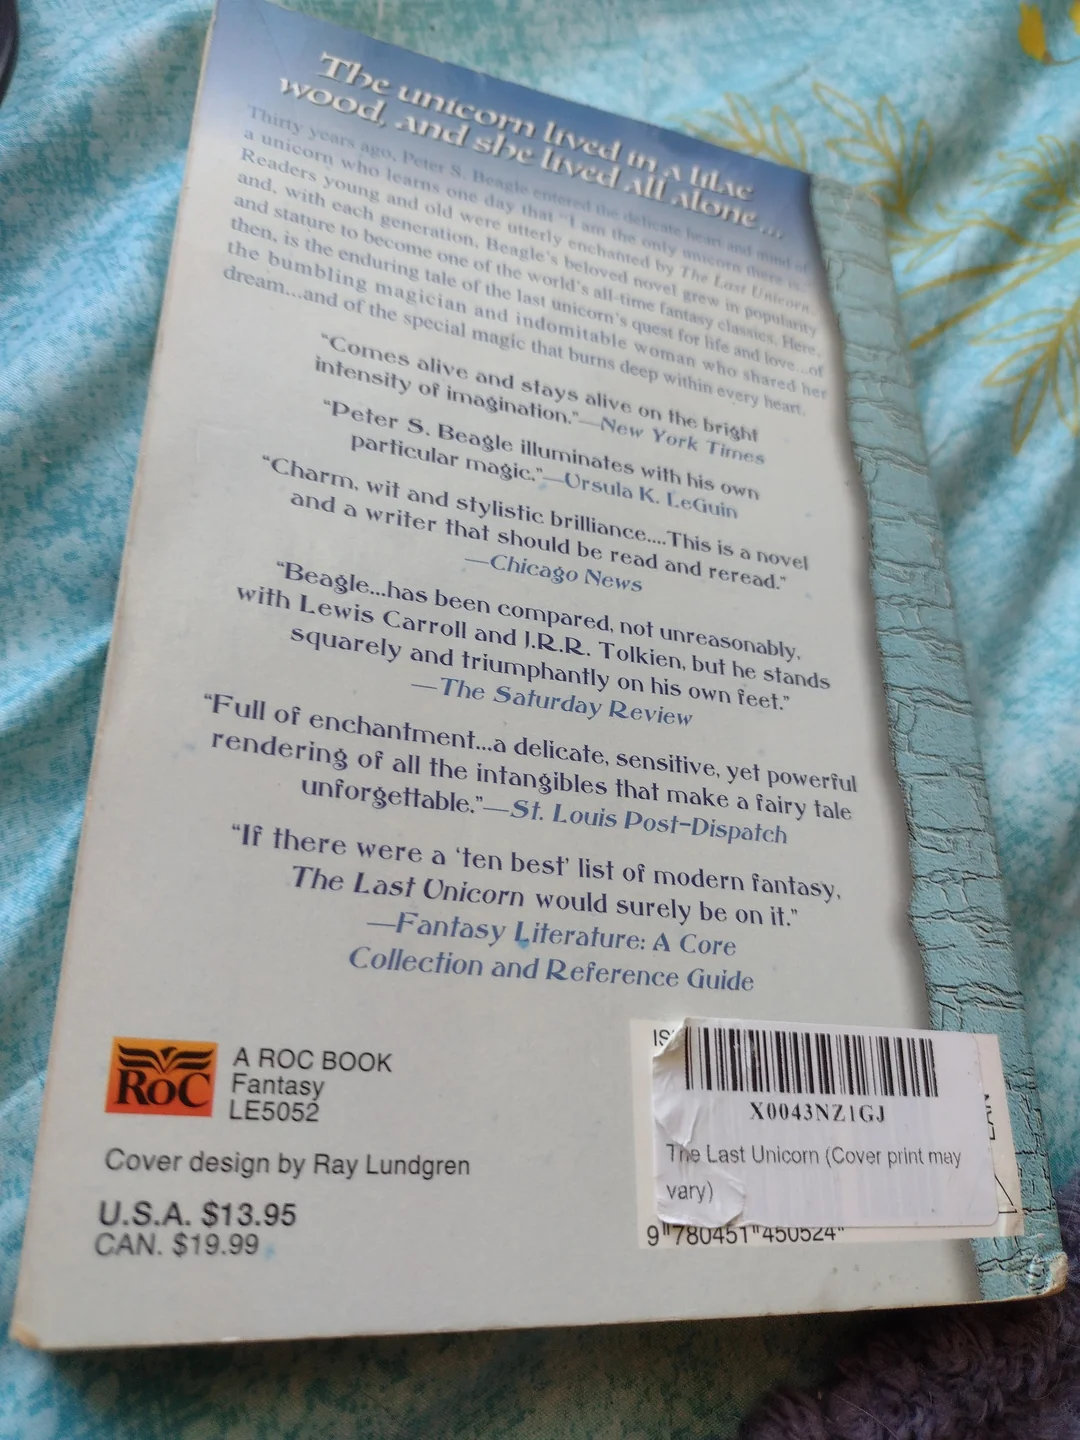 The unicorn lived in a lilac
wood, and she lived all alone...
Thirty years ago, Peter S. Beagle entered the delicate heart and mind of
a unicorn who learns one day that "I am the only unicorn there is."
Readers young and old were utterly enchanted by The Last Unicorn,
and, with each generation, Beagle's beloved novel grew in popularity
and stature to become one of the world's all-time fantasy classics. Here,
then, is the enduring tale of the last unicorn's quest for life and love...of
the bumbling magician and indomitable woman who shared her
dream...and of the special magic that burns deep within every heart.
"Comes alive and stays alive on the bright
intensity of imagination."—New York Times
"Peter S. Beagle illuminates with his own
particular magic."—Ursula K. LeGuin
"Charm, wit and stylistic brilliance....This is a novel
and a writer that should be read and reread."
—Chicago News
"Beagle...has been compared, not unreasonably,
with Lewis Carroll and J.R.R. Tolkien, but he stands
squarely and triumphantly on his own feet."
—The Saturday Review
"Full of enchantment...a delicate, sensitive, yet powerful
rendering of all the intangibles that make a fairy tale
unforgettable."—St. Louis Post-Dispatch
"If there were a 'ten best' list of modern fantasy,
The Last Unicorn would surely be on it."
—Fantasy Literature: A Core
Collection and Reference Guide
RoC
A ROC BOOK
Fantasy
LE5052
Cover design by Ray Lundgren
U.S.A. $13.95
CAN. $19.99
X0043NZ1GJ
The Last Unicorn (Cover print may
vary)
9 780451 450524